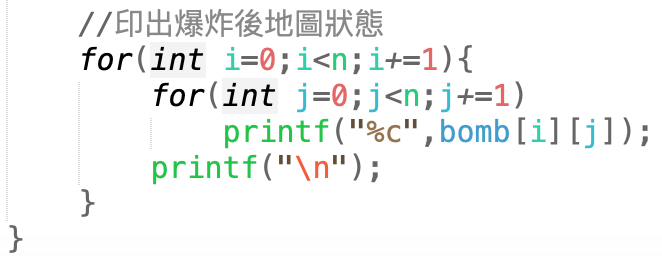 //印出爆炸後地圖狀態
for(int i=0;i<n;i+=1){
for(int j=0;j<n;j+=1)
printf("%c",bomb[i][j]);
printf("\n");
}
}